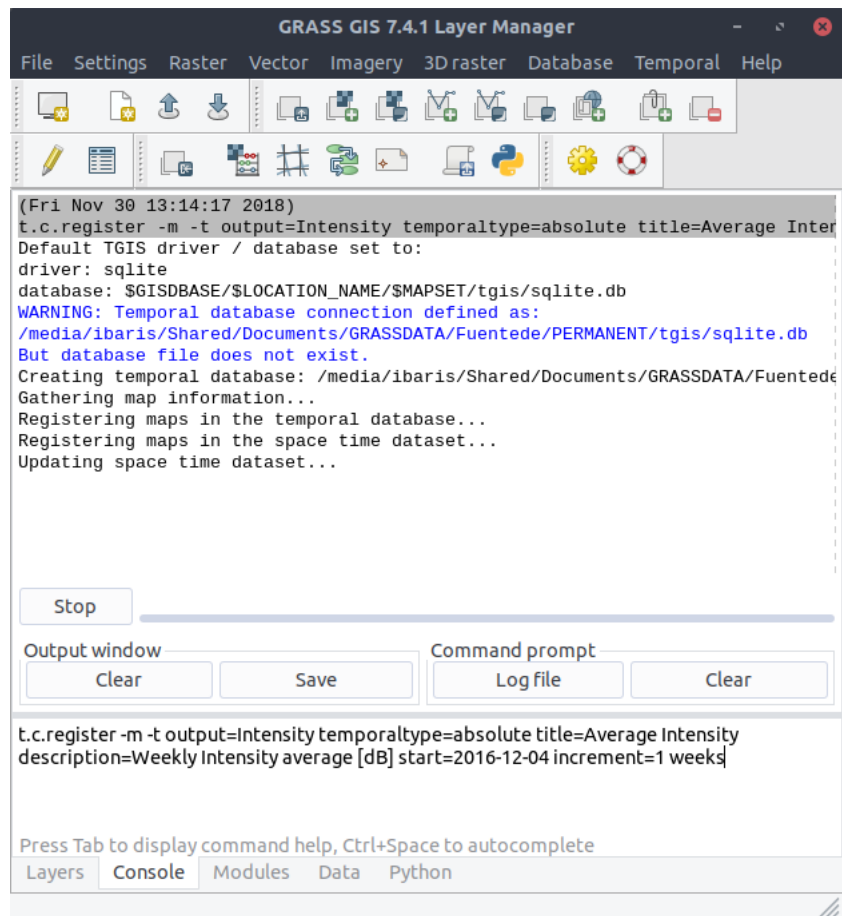 GRASS GIS 7.4.1 Layer Manager
File Settings Raster Vector Imagery 3D raster Database Temporal Help
(Fri Nov 30 13:14:17 2018)
t.c.register -m -t output=Intensity temporaltype=absolute title=Average Inter
Default TGIS driver / database set to:
driver: sqlite
database: $GISDBASE/$LOCATION_NAME/$MAPSET/tgis/sqlite.db
WARNING: Temporal database connection defined as:
/media/ibaris/Shared/Documents/GRASSDATA/Fuentede/PERMANENT/tgis/sqlite.db
But database file does not exist.
Creating temporal database: /media/ibaris/Shared/Documents/GRASSDATA/Fuentede
Gathering map information...
Registering maps in the temporal database...
Registering maps in the space time dataset...
Updating space time dataset...
Stop
Output window Command prompt
Clear Save Log file Clear
t.c.register -m -t output=Intensity temporaltype=absolute title=Average Intensity
description=Weekly Intensity average [dB] start=2016-12-04 increment=1 weeks
Press Tab to display command help, Ctrl+Space to autocomplete
Layers Console Modules Data Python